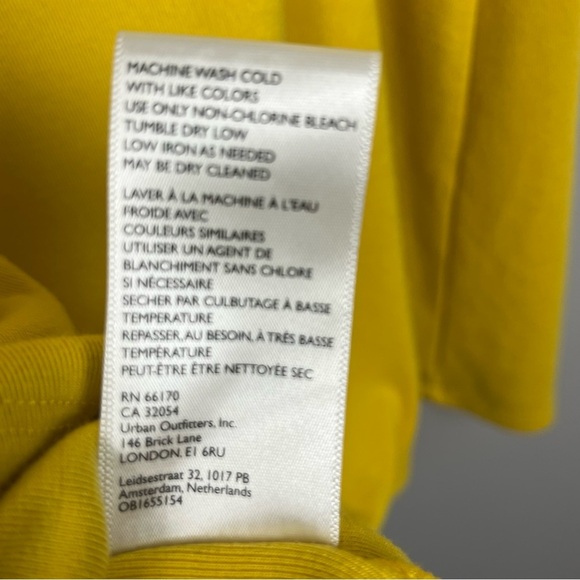 MACHINE WASH COLD
WITH LIKE COLORS
USE ONLY NON-CHLORINE BLEACH
TUMBLE DRY LOW
LOW IRON AS NEEDED
MAY BE DRY CLEANED
LAVER À LA MACHINE À L'EAU
FROIDE AVEC
COULEURS SIMILAIRES
UTILISER UN AGENT DE
BLANCHIMENT SANS CHLORE
SI NÉCESSAIRE
SECHER PAR CULBUTAGE À BASSE
TEMPERATURE
REPASSER, AU BESOIN, À TRÈS BASSE
TEMPÉRATURE
PEUT-ÊTRE ÊTRE NETTOYÉE SEC
RN 66170
CA 32054
Urban Outfitters, Inc.
146 Brick Lane
LONDON. E1 6RU
Leidsestraat 32, 1017 PB
Amsterdam, Netherlands
OB1655154